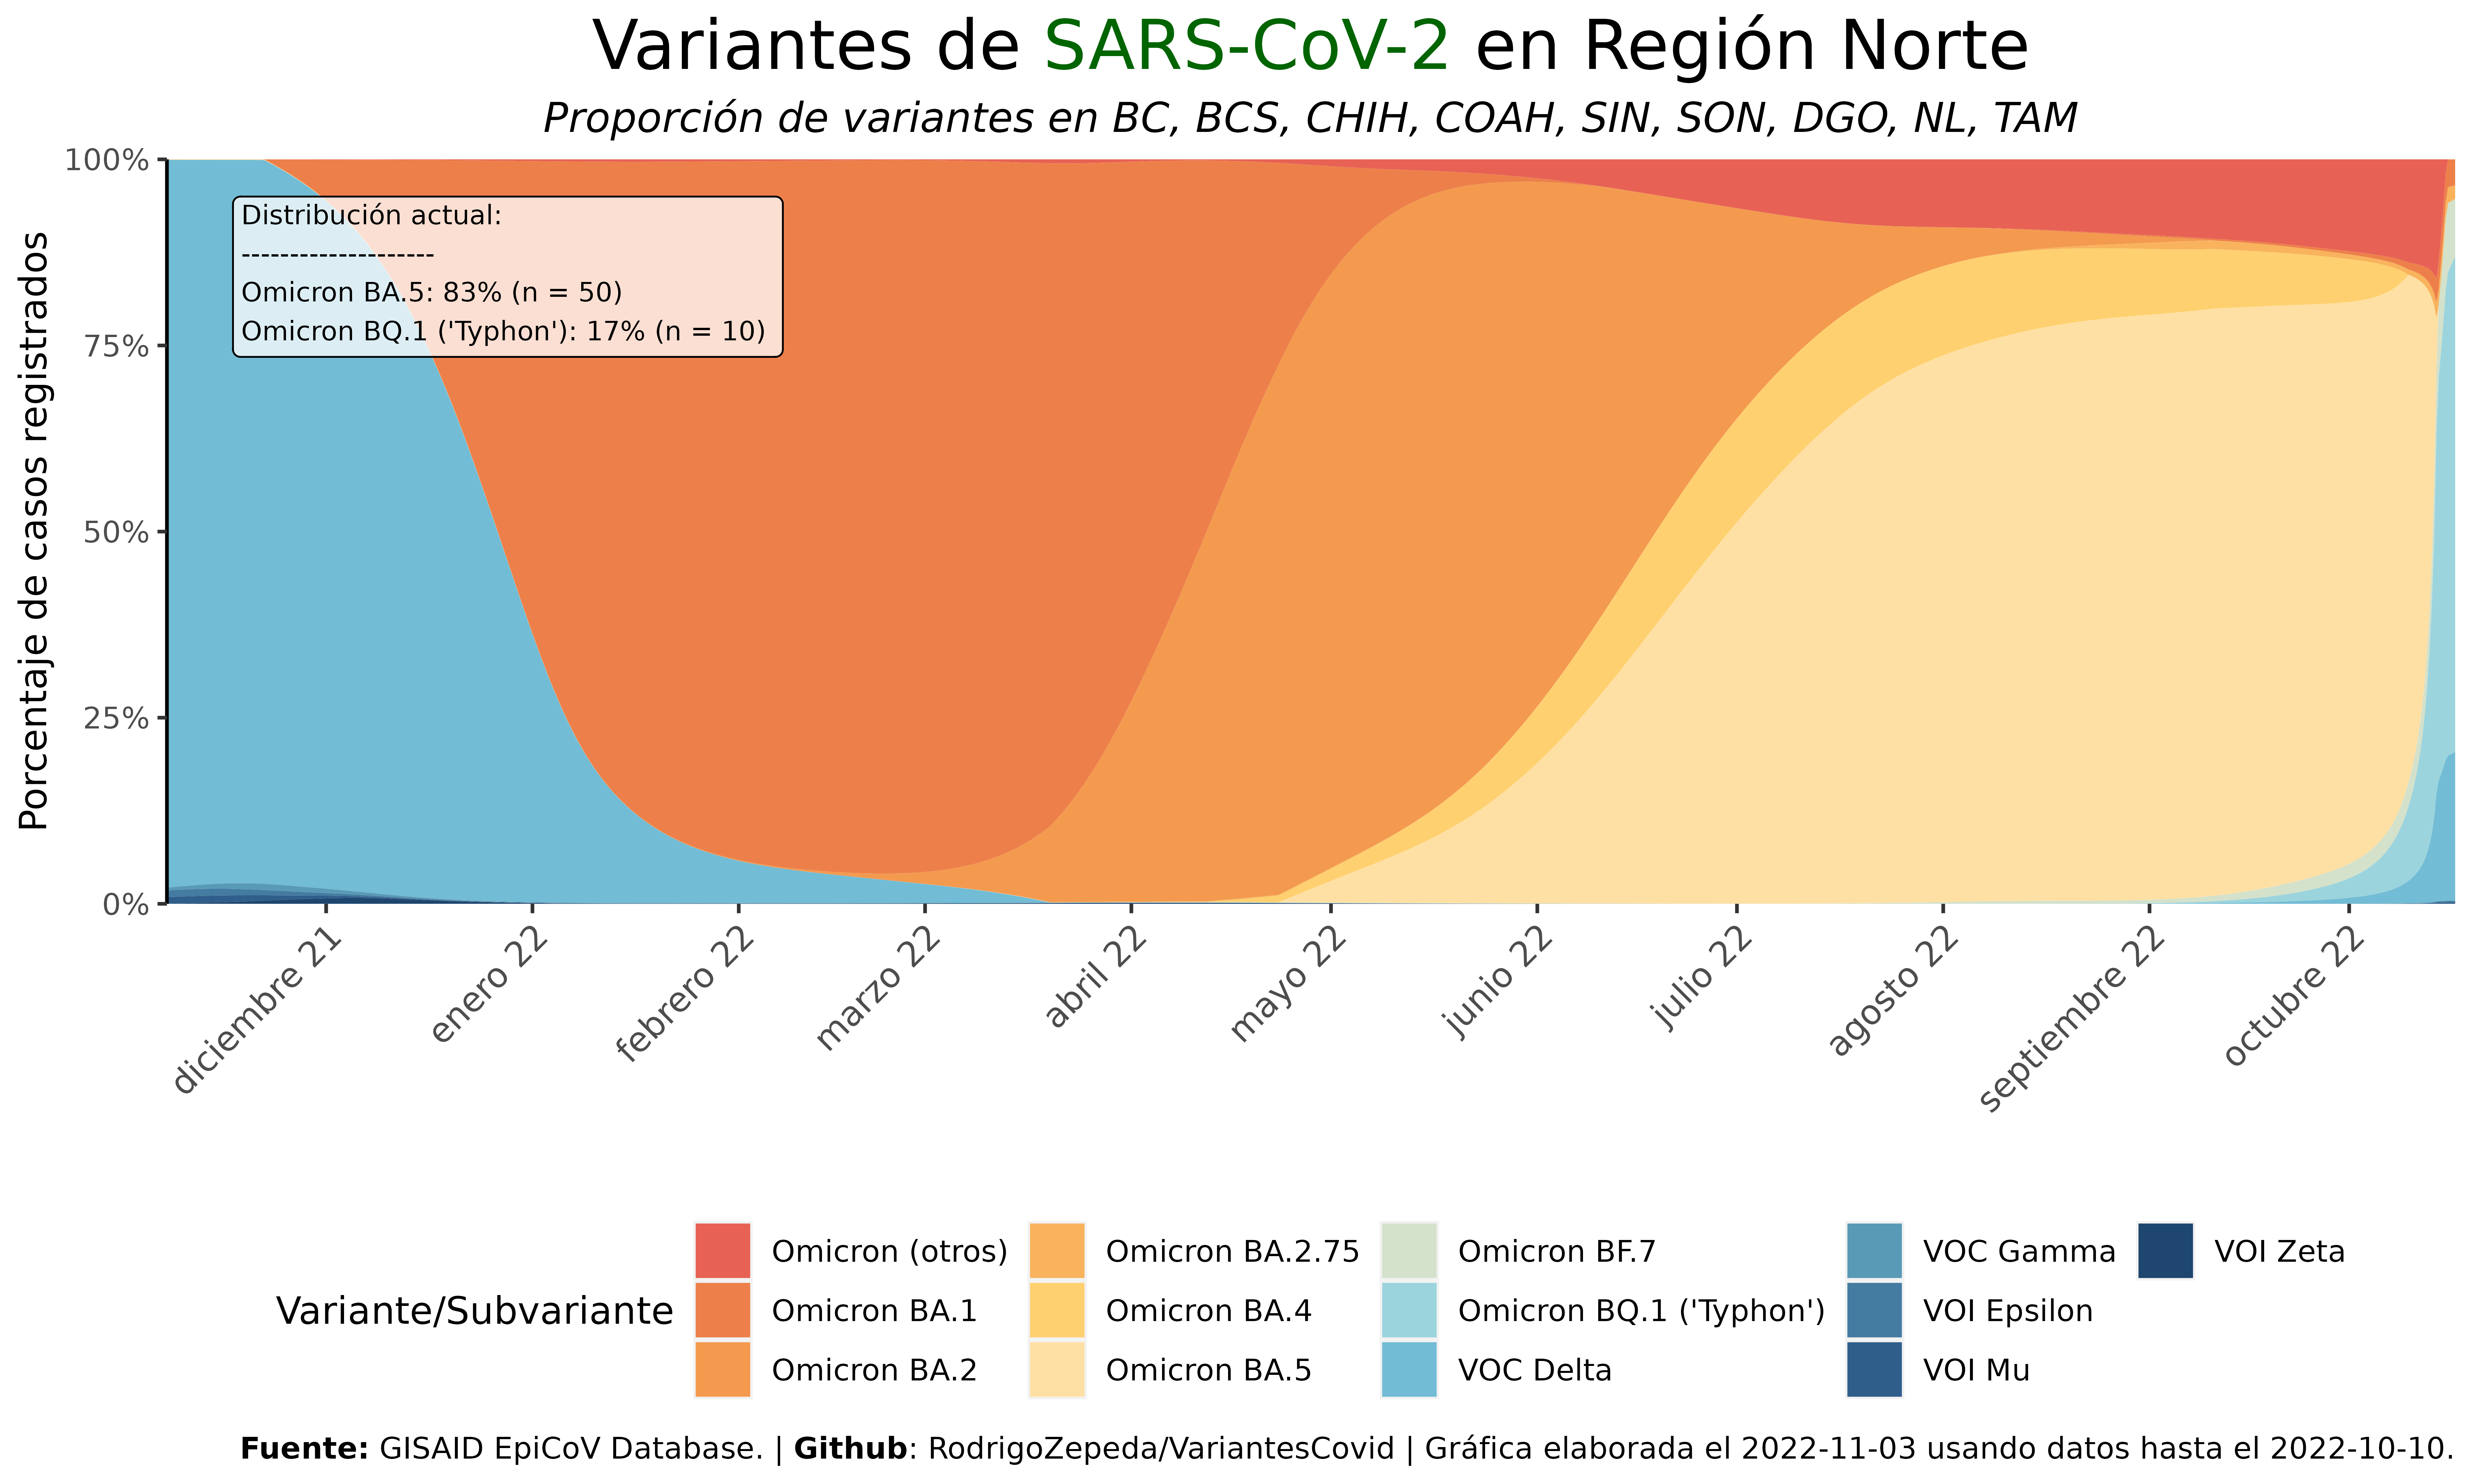 Variantes de SARS-CoV-2 en Región Norte
Proporción de variantes en BC, BCS, CHIH, COAH, SIN, SON, DGO, NL, TAM
Porcentaje de casos registrados
100%
75%
50%
25%
0%
Distribución actual:
--------------------
Omicron BA.5: 83% (n = 50)
Omicron BQ.1 ('Typhon'): 17% (n = 10)
diciembre 21
enero 22
febrero 22
marzo 22
abril 22
mayo 22
junio 22
julio 22
agosto 22
septiembre 22
octubre 22
Variante/Subvariante
Omicron (otros)
Omicron BA.1
Omicron BA.2
Omicron BA.2.75
Omicron BA.4
Omicron BA.5
Omicron BF.7
Omicron BQ.1 ('Typhon')
VOC Delta
VOC Gamma
VOI Epsilon
VOI Mu
VOI Zeta
Fuente: GISAID EpiCoV Database. | Github: RodrigoZepeda/VariantesCovid | Gráfica elaborada el 2022-11-03 usando datos hasta el 2022-10-10.